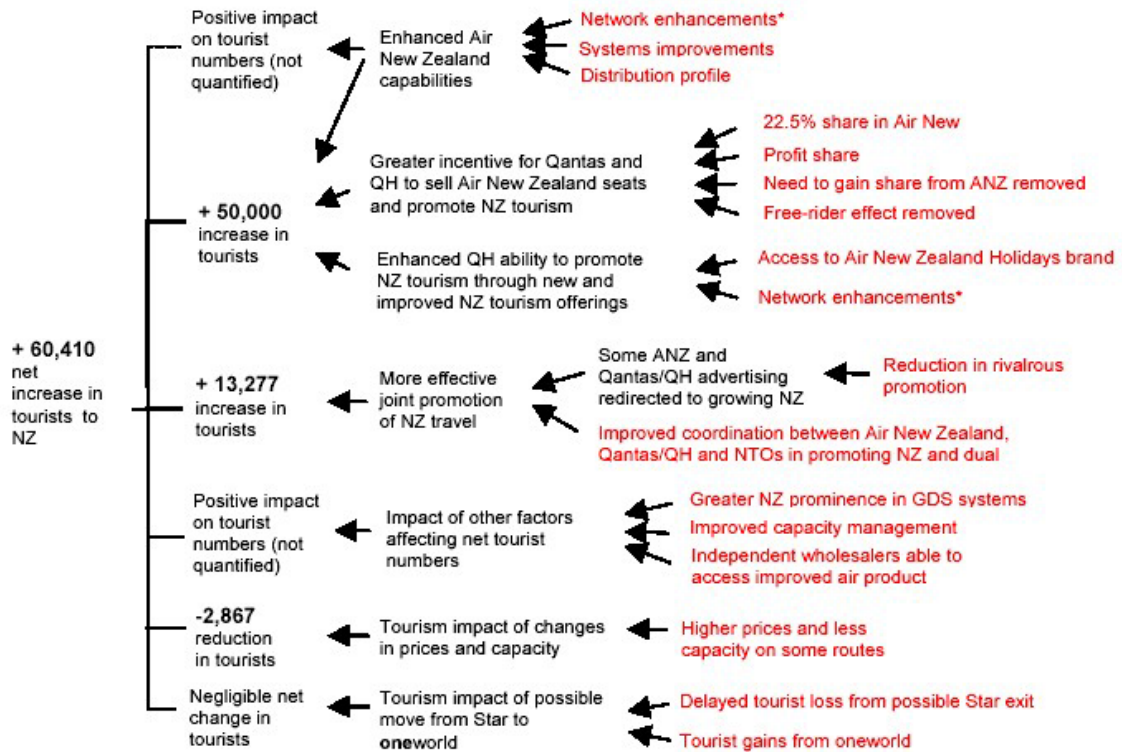 Positive impact
on tourist
numbers (not
quantified)
Enhanced Air
New Zealand
capabilities
Network enhancements*
Systems improvements
Distribution profile
+ 50,000
increase in
tourists
Greater incentive for Qantas and
QH to sell Air New Zealand seats
and promote NZ tourism
22.5% share in Air New
Profit share
Need to gain share from ANZ removed
Free-rider effect removed
Enhanced QH ability to promote
NZ tourism through new and
improved NZ tourism offerings
Access to Air New Zealand Holidays brand
Network enhancements*
+ 60,410
net
increase in
tourists to
NZ
+ 13,277
increase in
tourists
More effective
joint promotion
of NZ travel
Some ANZ and
Qantas/QH advertising
redirected to growing NZ
Reduction in rivalrous
promotion
Improved coordination between Air New Zealand,
Qantas/QH and NTOs in promoting NZ and dual
Positive impact
on tourist
numbers (not
quantified)
Impact of other factors
affecting net tourist
numbers
Greater NZ prominence in GDS systems
Improved capacity management
Independent wholesalers able to
access improved air product
-2,867
reduction
in tourists
Tourism impact of changes
in prices and capacity
Higher prices and less
capacity on some routes
Negligible net
change in
tourists
Tourism impact of possible
move from Star to
oneworld
Delayed tourist loss from possible Star exit
Tourist gains from oneworld